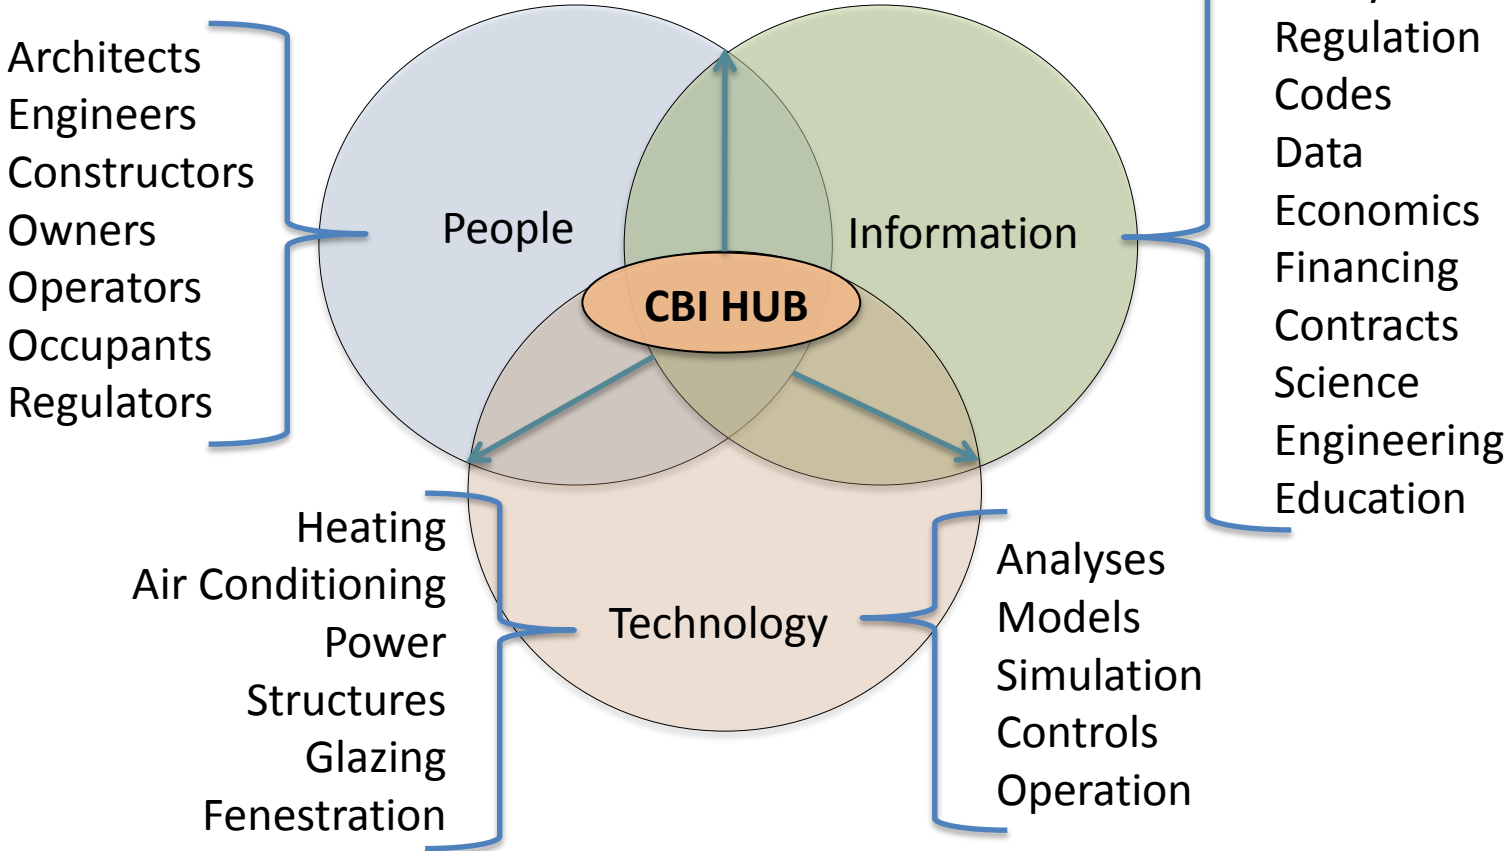 Architects
Engineers
Constructors
Owners
Operators
Occupants
Regulators
People
Information
CBI HUB
Regulation
Codes
Data
Economics
Financing
Contracts
Science
Engineering
Education
Heating
Air Conditioning
Power
Structures
Glazing
Fenestration
Technology
Analyses
Models
Simulation
Controls
Operation